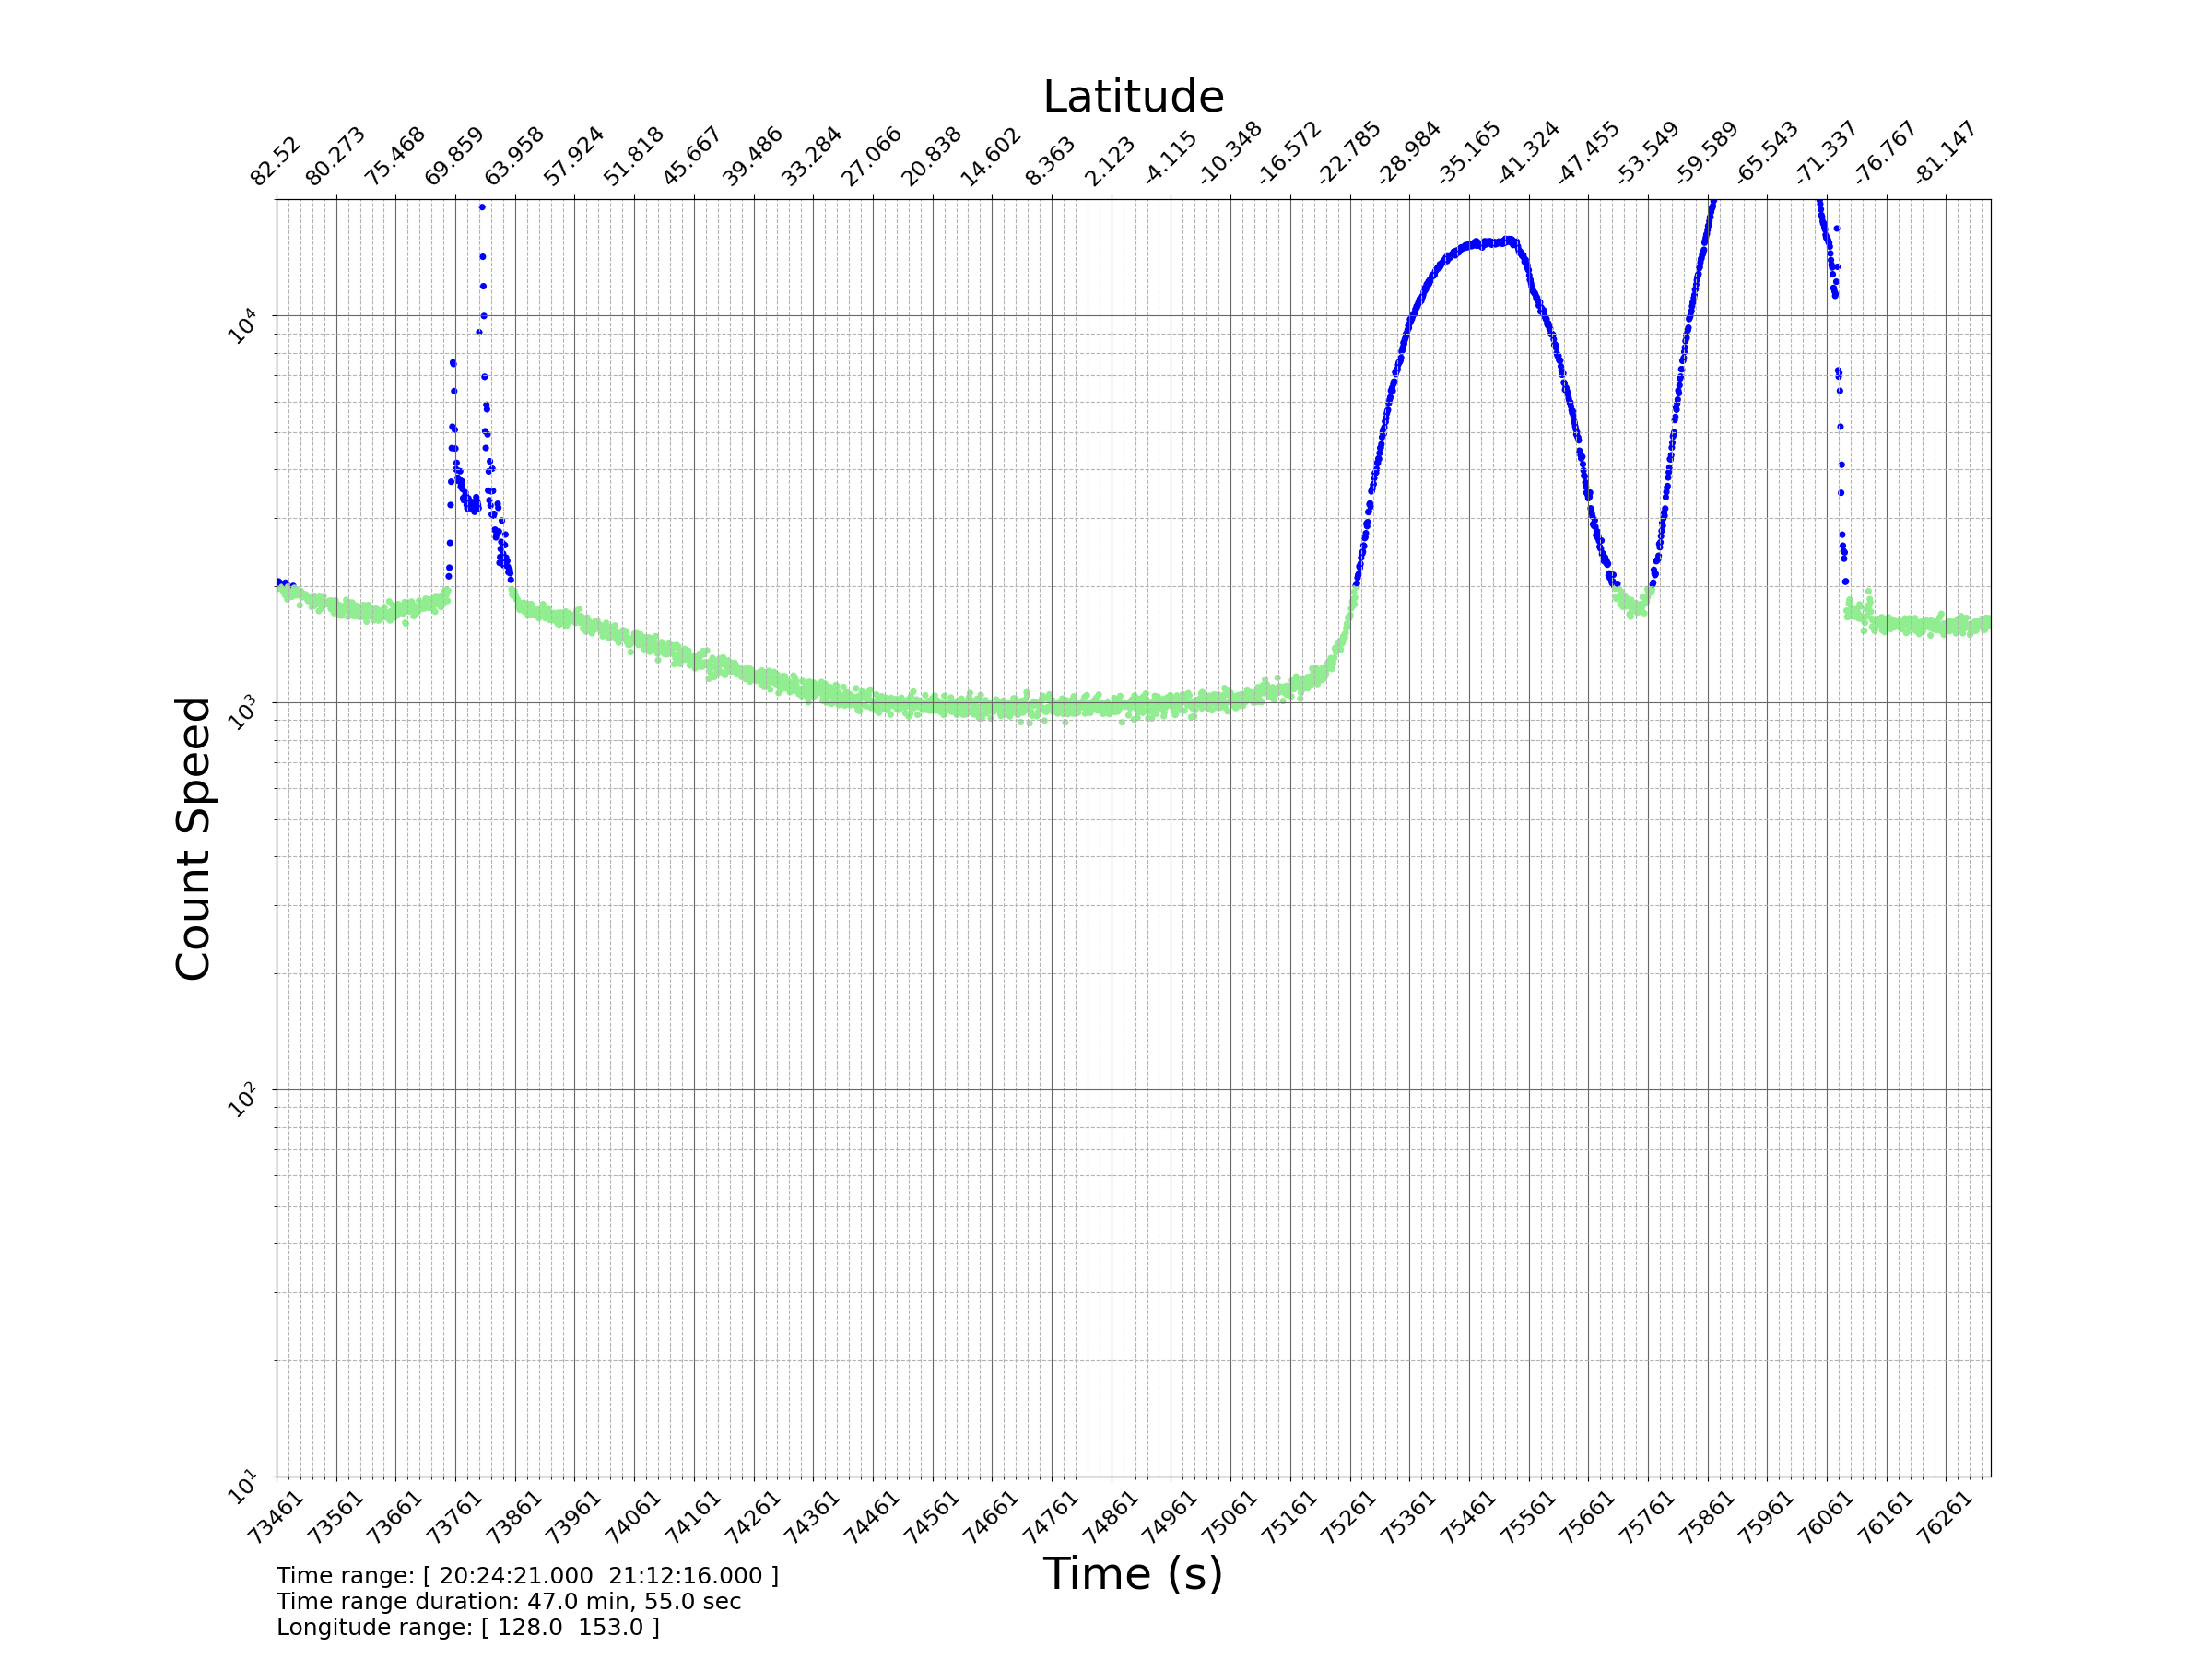 Latitude
82.52 80.273 75.468 69.859 63.958 57.924 51.818 45.667 39.486 33.284 27.066 20.838 14.602 8.363 2.123 -4.115 -10.348 -16.572 -22.785 -28.984 -35.165 -41.324 -47.455 -53.549 -59.589 -65.543 -71.337 -76.767 -81.147
10^4
10^3
Count Speed
10^2
10^1
73461 73561 73661 73761 73861 73961 74061 74161 74261 74361 74461 74561 74661 74761 74861 74961 75061 75161 75261 75361 75461 75561 75661 75761 75861 75961 76061 76161 76261
Time (s)
Time range: [ 20:24:21.000  21:12:16.000 ]
Time range duration: 47.0 min, 55.0 sec
Longitude range: [ 128.0  153.0 ]